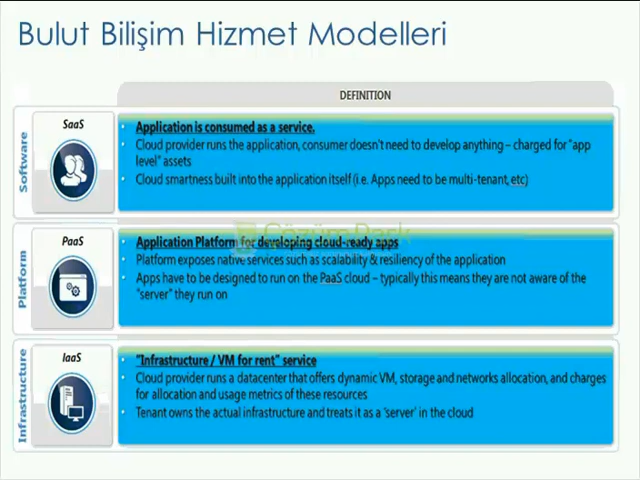 Bulut Bilişim Hizmet Modelleri
DEFINITION
Software
SaaS
Application is consumed as a service.
Cloud provider runs the application, consumer doesn't need to develop anything – charged for "app
level" assets
Cloud smartness built into the application itself (i.e. Apps need to be multi-tenant, etc)
ÇözümPark
Platform
PaaS
Application Platform for developing cloud-ready apps
Platform exposes native services such as scalability & resiliency of the application
Apps have to be designed to run on the PaaS cloud – typically this means they are not aware of the
"server" they run on
Infrastructure
IaaS
"Infrastructure / VM for rent" service
Cloud provider runs a datacenter that offers dynamic VM, storage and networks allocation, and charges
for allocation and usage metrics of these resources
Tenant owns the actual infrastructure and treats it as a 'server' in the cloud